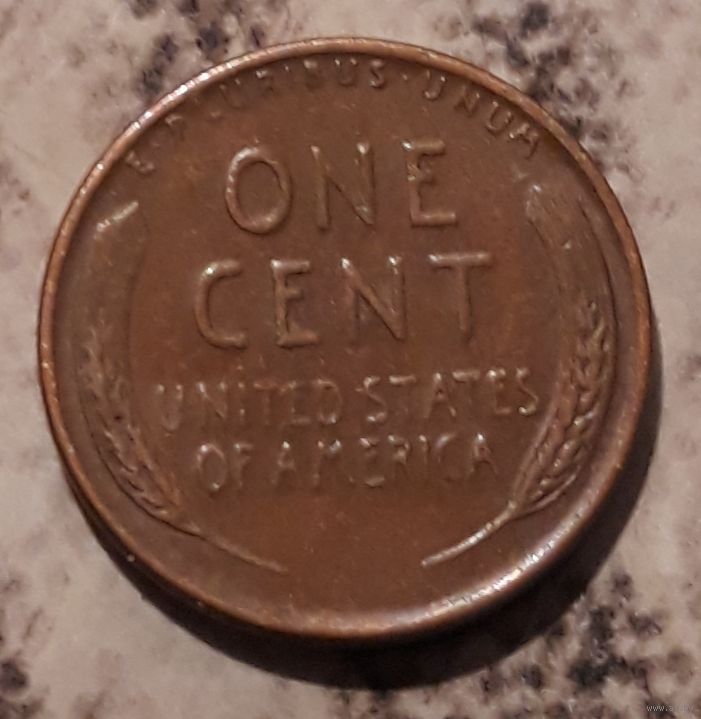 E·PLURIBUS·UNUM
ONE
CENT
UNITED STATES
OF AMERICA